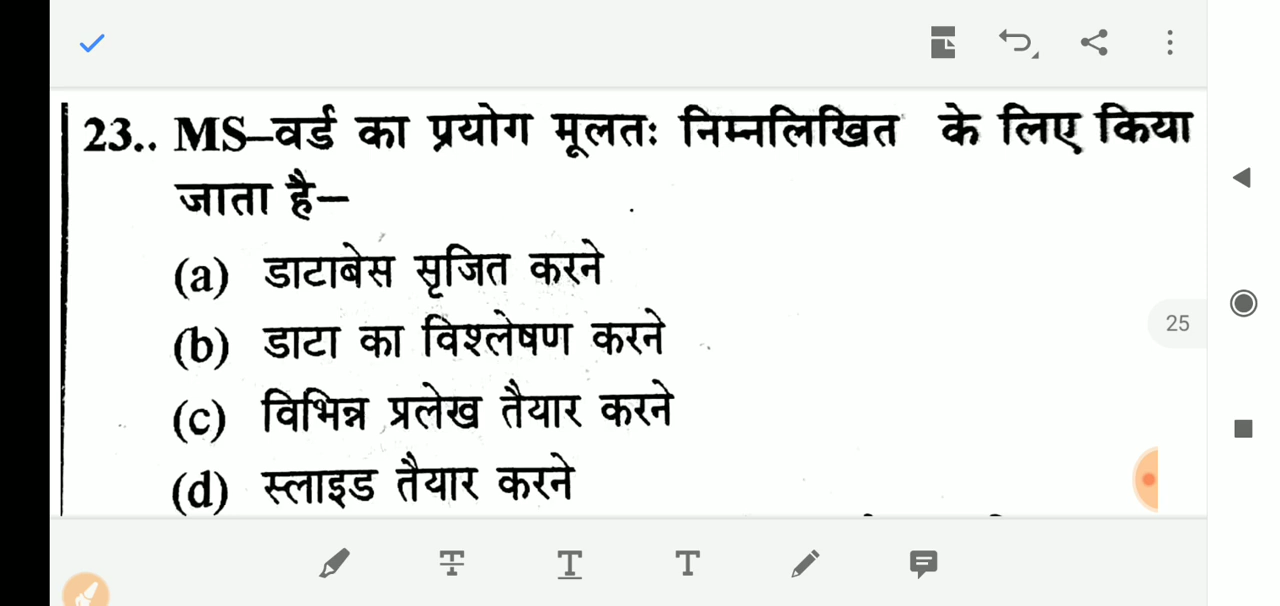 23.. MS–वर्ड का प्रयोग मूलतः निम्नलिखित के लिए किया
जाता है–
(a) डाटाबेस सृजित करने
(b) डाटा का विश्लेषण करने
(c) विभिन्न प्रलेख तैयार करने
(d) स्लाइड तैयार करने
25